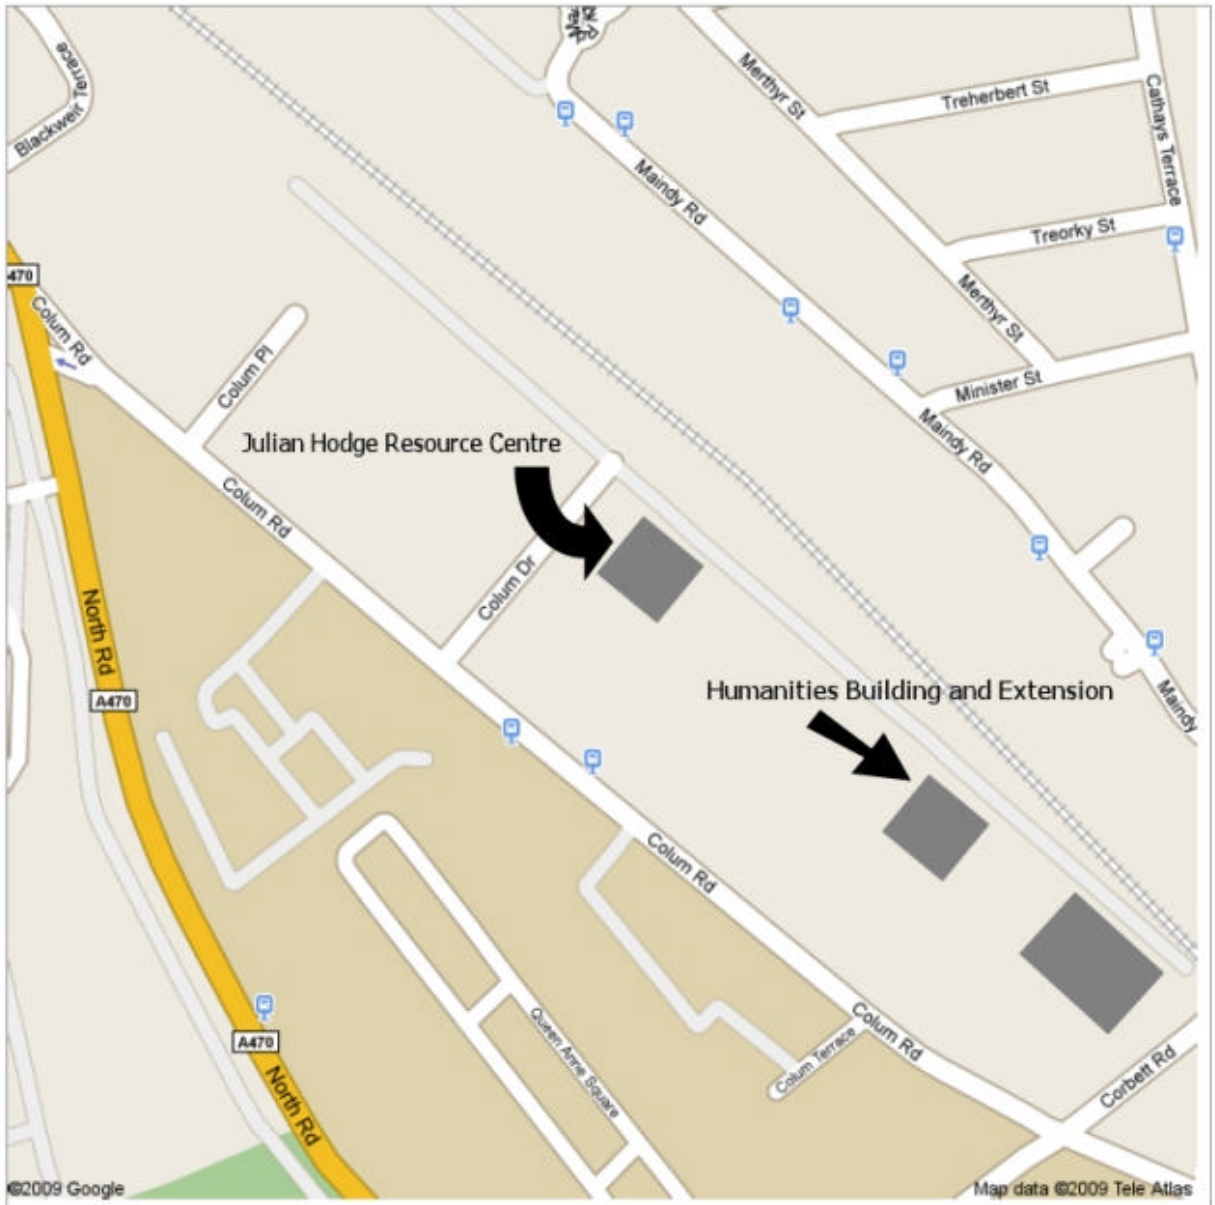 Blackweir Terrace
Merthyr St
Treherbert St
Cathays Terrace
Maindy Rd
Treorky St
470
Colum Rd
Merthyr St
Colum Pl
Minister St
Maindy Rd
Julian Hodge Resource Centre
Colum Rd
Colum Dr
North Rd
A470
Humanities Building and Extension
Maindy
Colum Rd
Queen Anne Square
A470
Colum Rd
Colum Terrace
Corbett Rd
North Rd
©2009 Google
Map data ©2009 Tele Atlas